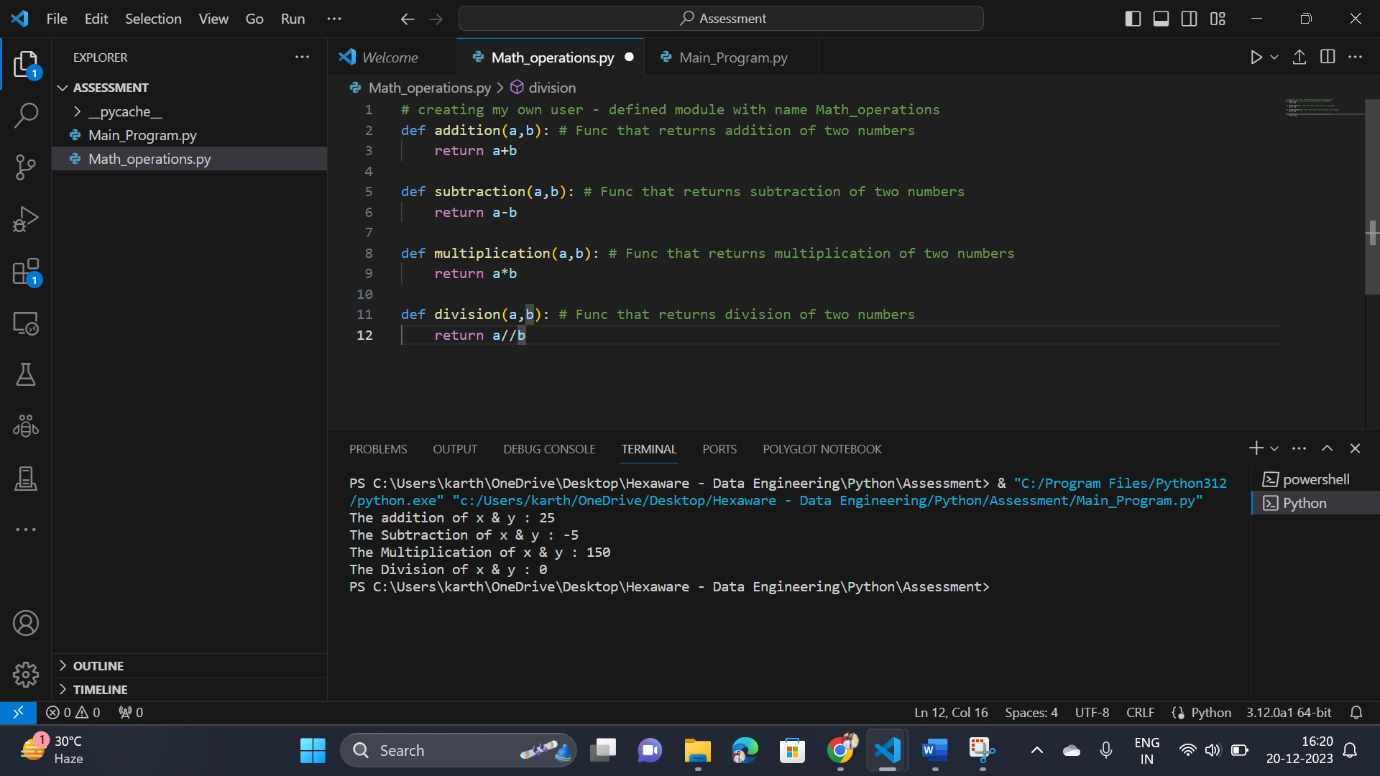 File Edit Selection View Go Run ··· Assessment
EXPLORER ···
ASSESSMENT
__pycache__
Main_Program.py
Math_operations.py
OUTLINE
TIMELINE
Welcome Math_operations.py Main_Program.py
Math_operations.py > division
1 # creating my own user - defined module with name Math_operations
2 def addition(a,b): # Func that returns addition of two numbers
3 return a+b
4
5 def subtraction(a,b): # Func that returns subtraction of two numbers
6 return a-b
7
8 def multiplication(a,b): # Func that returns multiplication of two numbers
9 return a*b
10
11 def division(a,b): # Func that returns division of two numbers
12 return a//b
PROBLEMS OUTPUT DEBUG CONSOLE TERMINAL PORTS POLYGLOT NOTEBOOK
PS C:\Users\karth\OneDrive\Desktop\Hexaware - Data Engineering\Python\Assessment> & "C:/Program Files/Python312
/python.exe" "c:/Users/karth/OneDrive/Desktop/Hexaware - Data Engineering/Python/Assessment/Main_Program.py"
The addition of x & y : 25
The Subtraction of x & y : -5
The Multiplication of x & y : 150
The Division of x & y : 0
PS C:\Users\karth\OneDrive\Desktop\Hexaware - Data Engineering\Python\Assessment>
powershell
Python
1
1
0 0 0 Ln 12, Col 16 Spaces: 4 UTF-8 CRLF Python 3.12.0a1 64-bit
1
30°C
Haze
Search
ENG
IN
16:20
20-12-2023